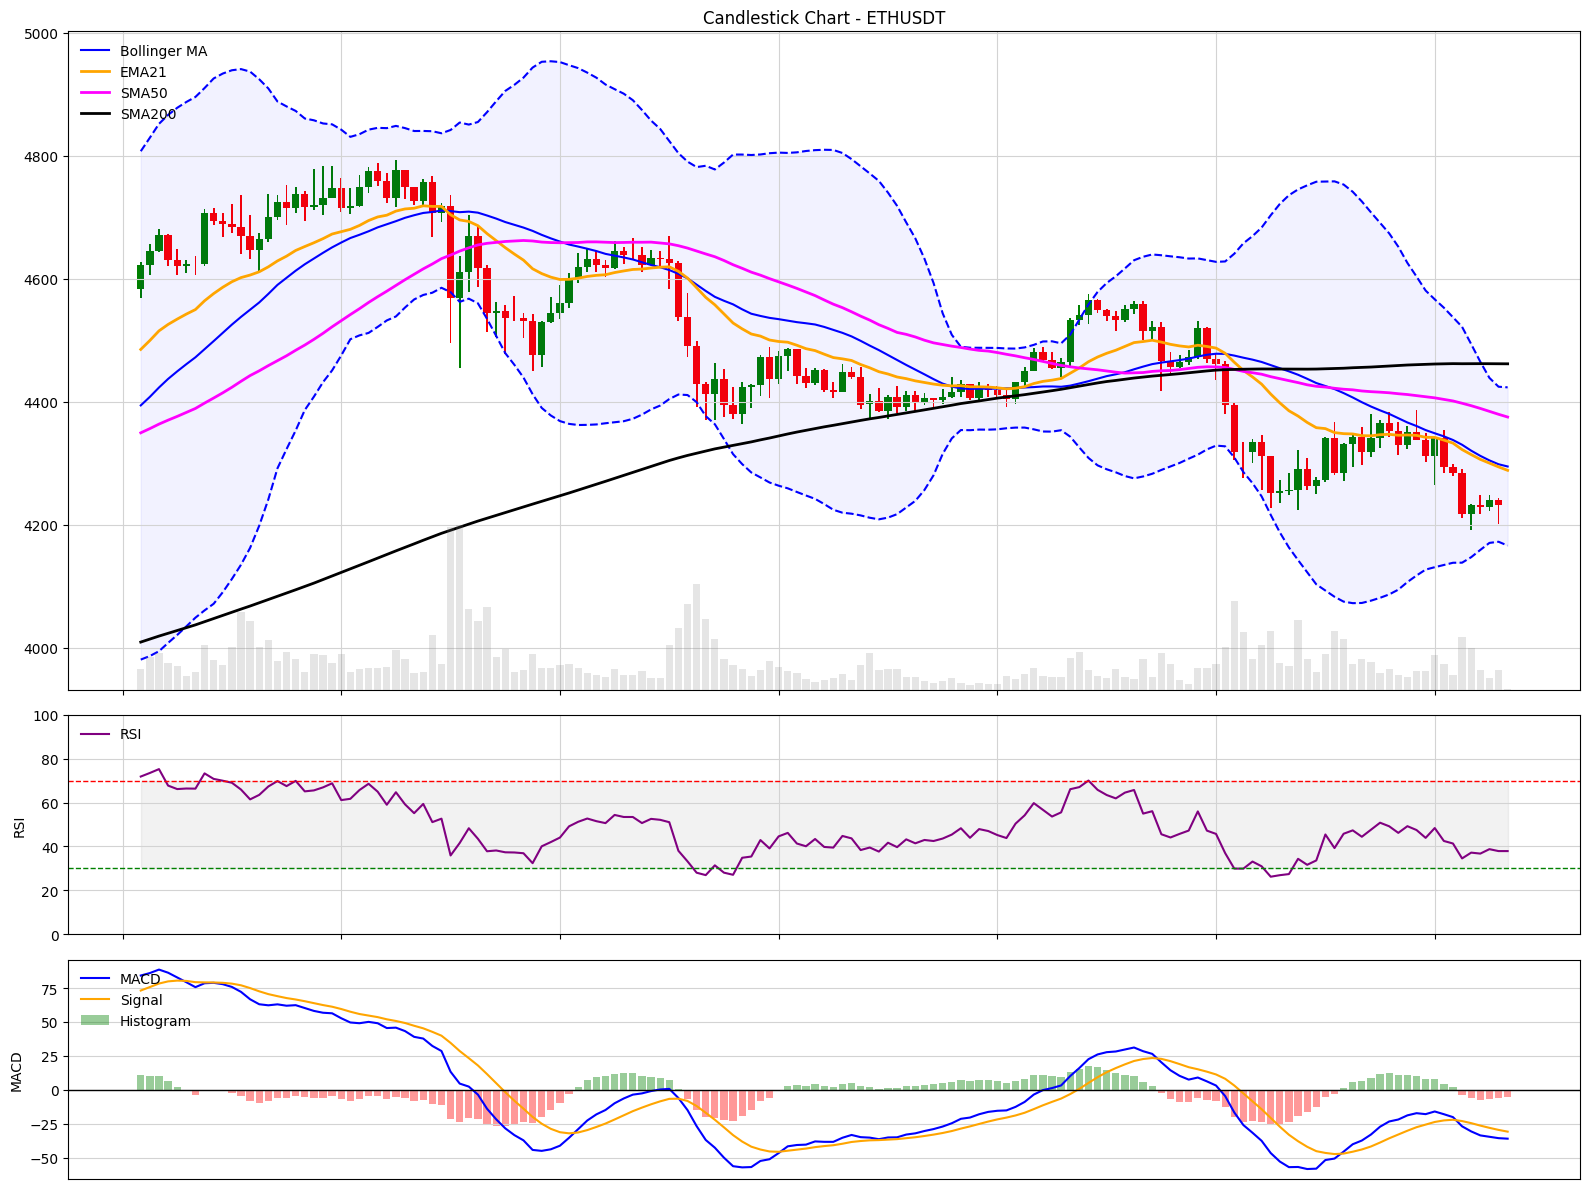 Candlestick Chart - ETHUSDT
5000
4800
4600
4400
4200
4000
Bollinger MA
EMA21
SMA50
SMA200
100
80
60
40
20
0
RSI
RSI
75
50
25
0
−25
−50
MACD
MACD
Signal
Histogram